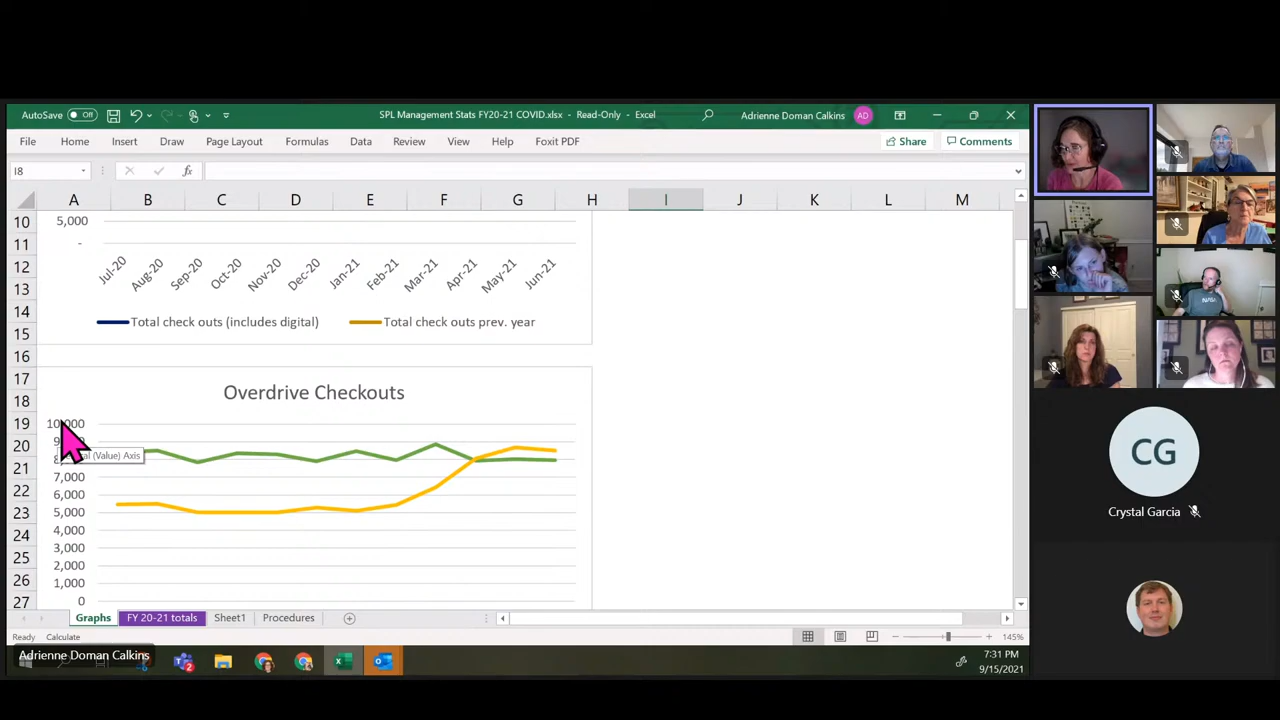 AutoSave Off SPL Management Stats FY20-21 COVID.xlsx - Read-Only - Excel Adrienne Doman Calkins AD
File Home Insert Draw Page Layout Formulas Data Review View Help Foxit PDF Share Comments
I8 fx
A B C D E F G H I J K L M
10 5,000
11 -
12 Jul-20 Aug-20 Sep-20 Oct-20 Nov-20 Dec-20 Jan-21 Feb-21 Mar-21 Apr-21 May-21 Jun-21
13
14 Total check outs (includes digital) Total check outs prev. year
15
16
17
18 Overdrive Checkouts
19
20 (Value) Axis
21 7,000
22 6,000
23 5,000
24 4,000
25 3,000
2,000
26 1,000
27 0
Graphs FY 20-21 totals Sheet1 Procedures
Ready Calculate 145%
Adrienne Doman Calkins 2 7:31 PM
9/15/2021
NASA
CG
Crystal Garcia